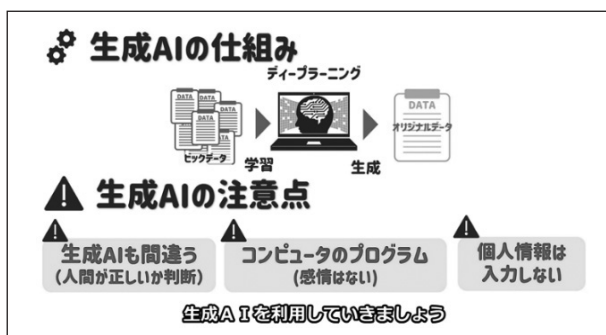 生成AIの仕組み
ディープラーニング
DATA
DATA
DATA
DATA
DATA
オリジナルデータ
ビックデータ
学習
生成
生成AIの注意点
生成AIも間違う
(人間が正しいか判断)
コンピュータのプログラム
(感情はない)
個人情報は
入力しない
生成AIを利用していきましょう